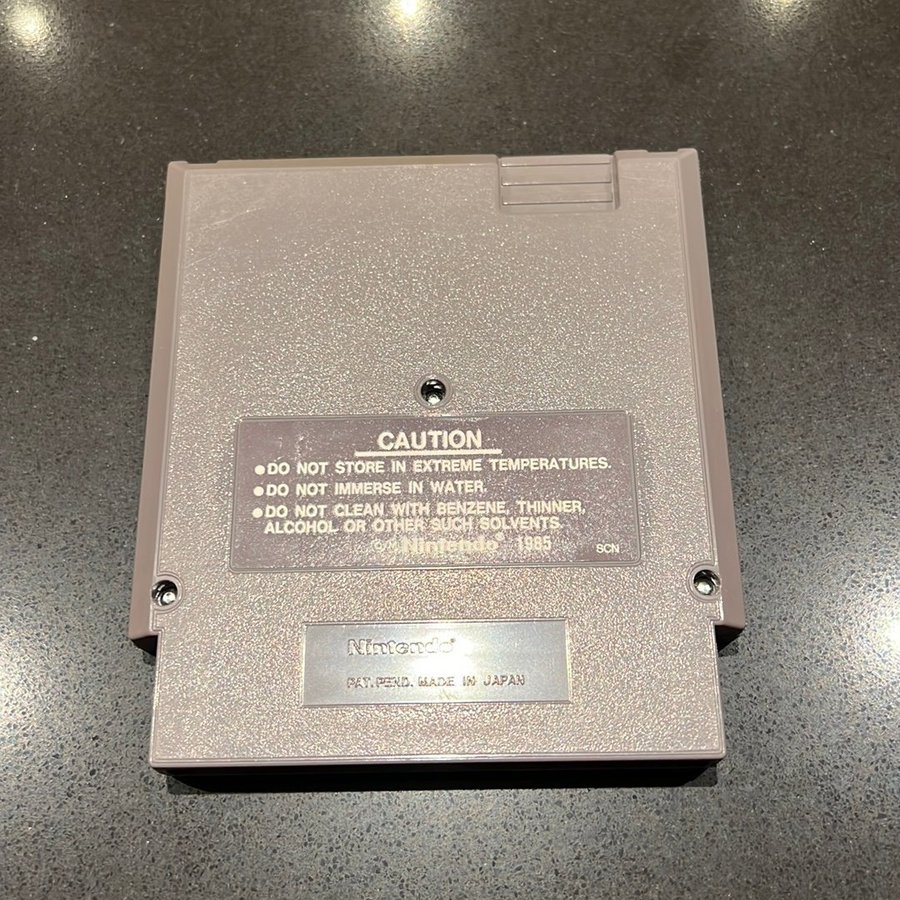 CAUTION
●DO NOT STORE IN EXTREME TEMPERATURES.
●DO NOT IMMERSE IN WATER.
●DO NOT CLEAN WITH BENZENE, THINNER,
ALCOHOL OR OTHER SUCH SOLVENTS.
© Nintendo® 1985 SCN
Nintendo®
PAT. PEND. MADE IN JAPAN